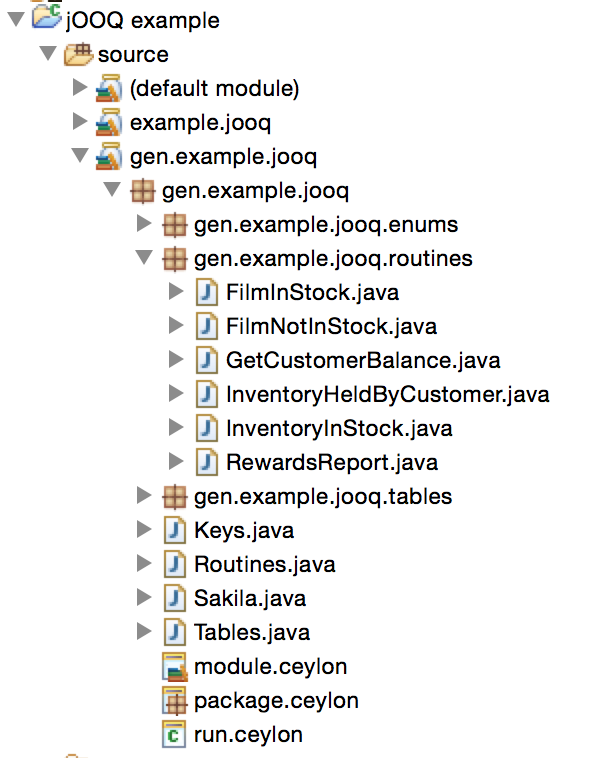 jOOQ example
source
(default module)
example.jooq
gen.example.jooq
gen.example.jooq
gen.example.jooq.enums
gen.example.jooq.routines
FilmInStock.java
FilmNotInStock.java
GetCustomerBalance.java
InventoryHeldByCustomer.java
InventoryInStock.java
RewardsReport.java
gen.example.jooq.tables
Keys.java
Routines.java
Sakila.java
Tables.java
module.ceylon
package.ceylon
run.ceylon